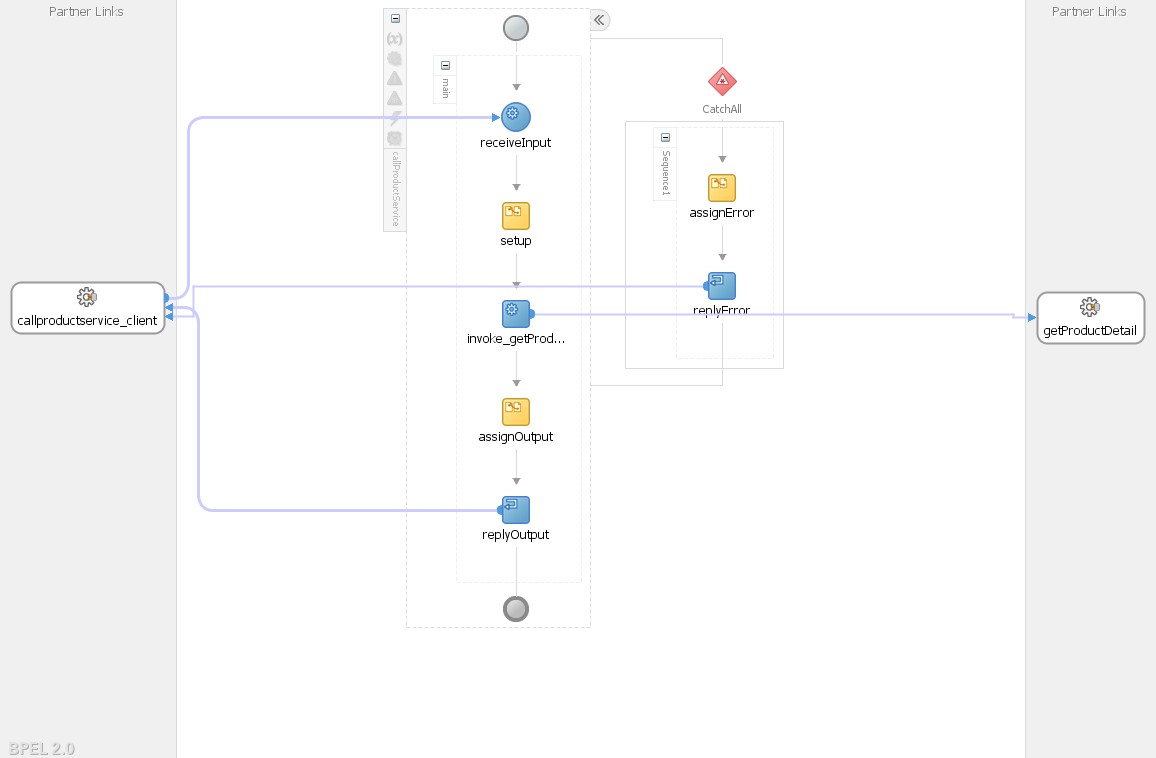 Partner Links
Partner Links
main
(x)
CatchAll
receiveInput
callProductService
Sequence1
assignError
setup
callproductservice_client
replyError
getProductDetail
invoke_getProd...
assignOutput
replyOutput
BPEL 2.0